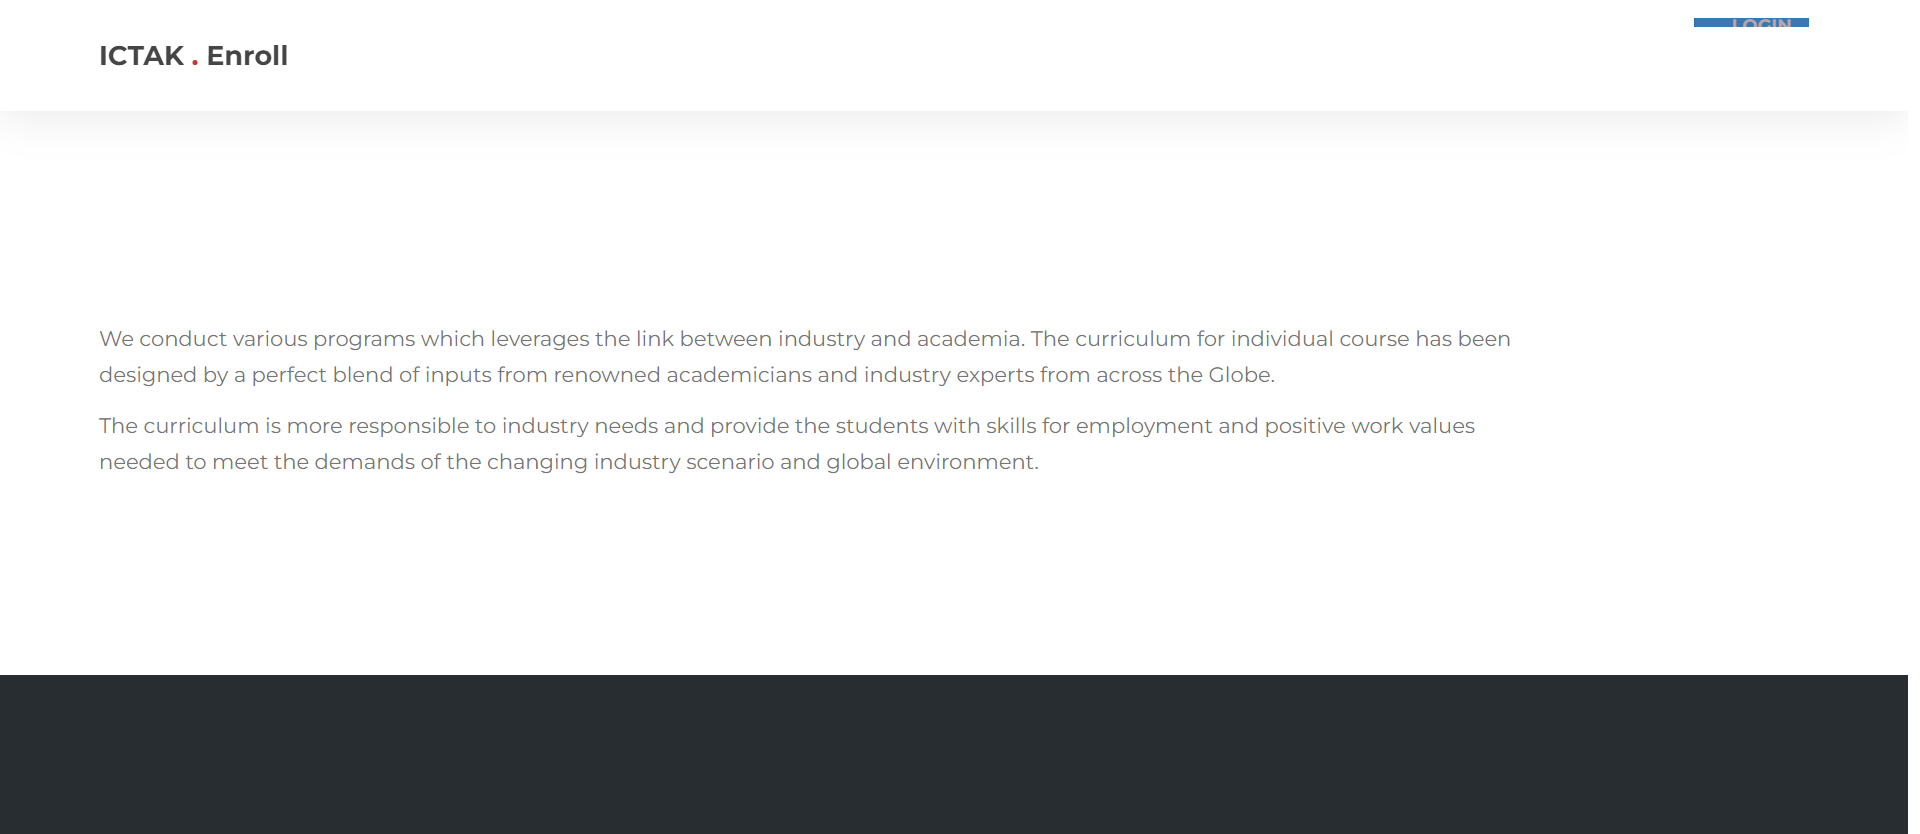 ICTAK . Enroll
LOGIN
We conduct various programs which leverages the link between industry and academia. The curriculum for individual course has been
designed by a perfect blend of inputs from renowned academicians and industry experts from across the Globe.
The curriculum is more responsible to industry needs and provide the students with skills for employment and positive work values
needed to meet the demands of the changing industry scenario and global environment.